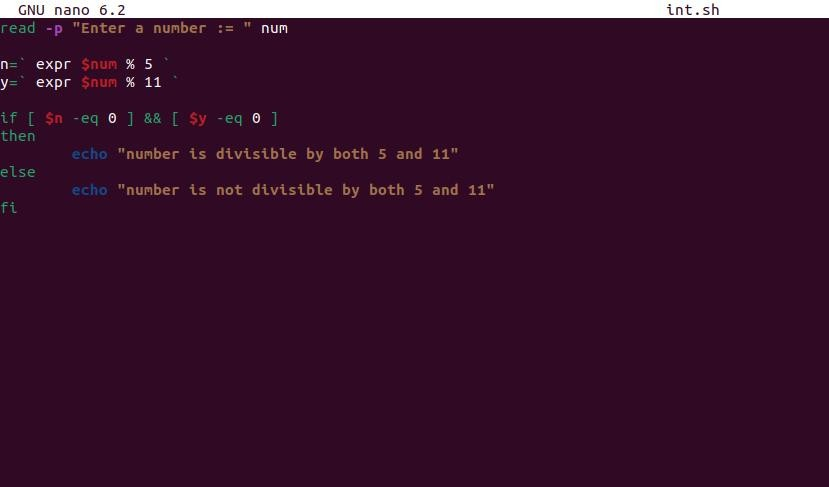 GNU nano 6.2 int.sh
read -p "Enter a number := " num
n=` expr $num % 5 `
y=` expr $num % 11 `
if [ $n -eq 0 ] && [ $y -eq 0 ]
then
        echo "number is divisible by both 5 and 11"
else
        echo "number is not divisible by both 5 and 11"
fi